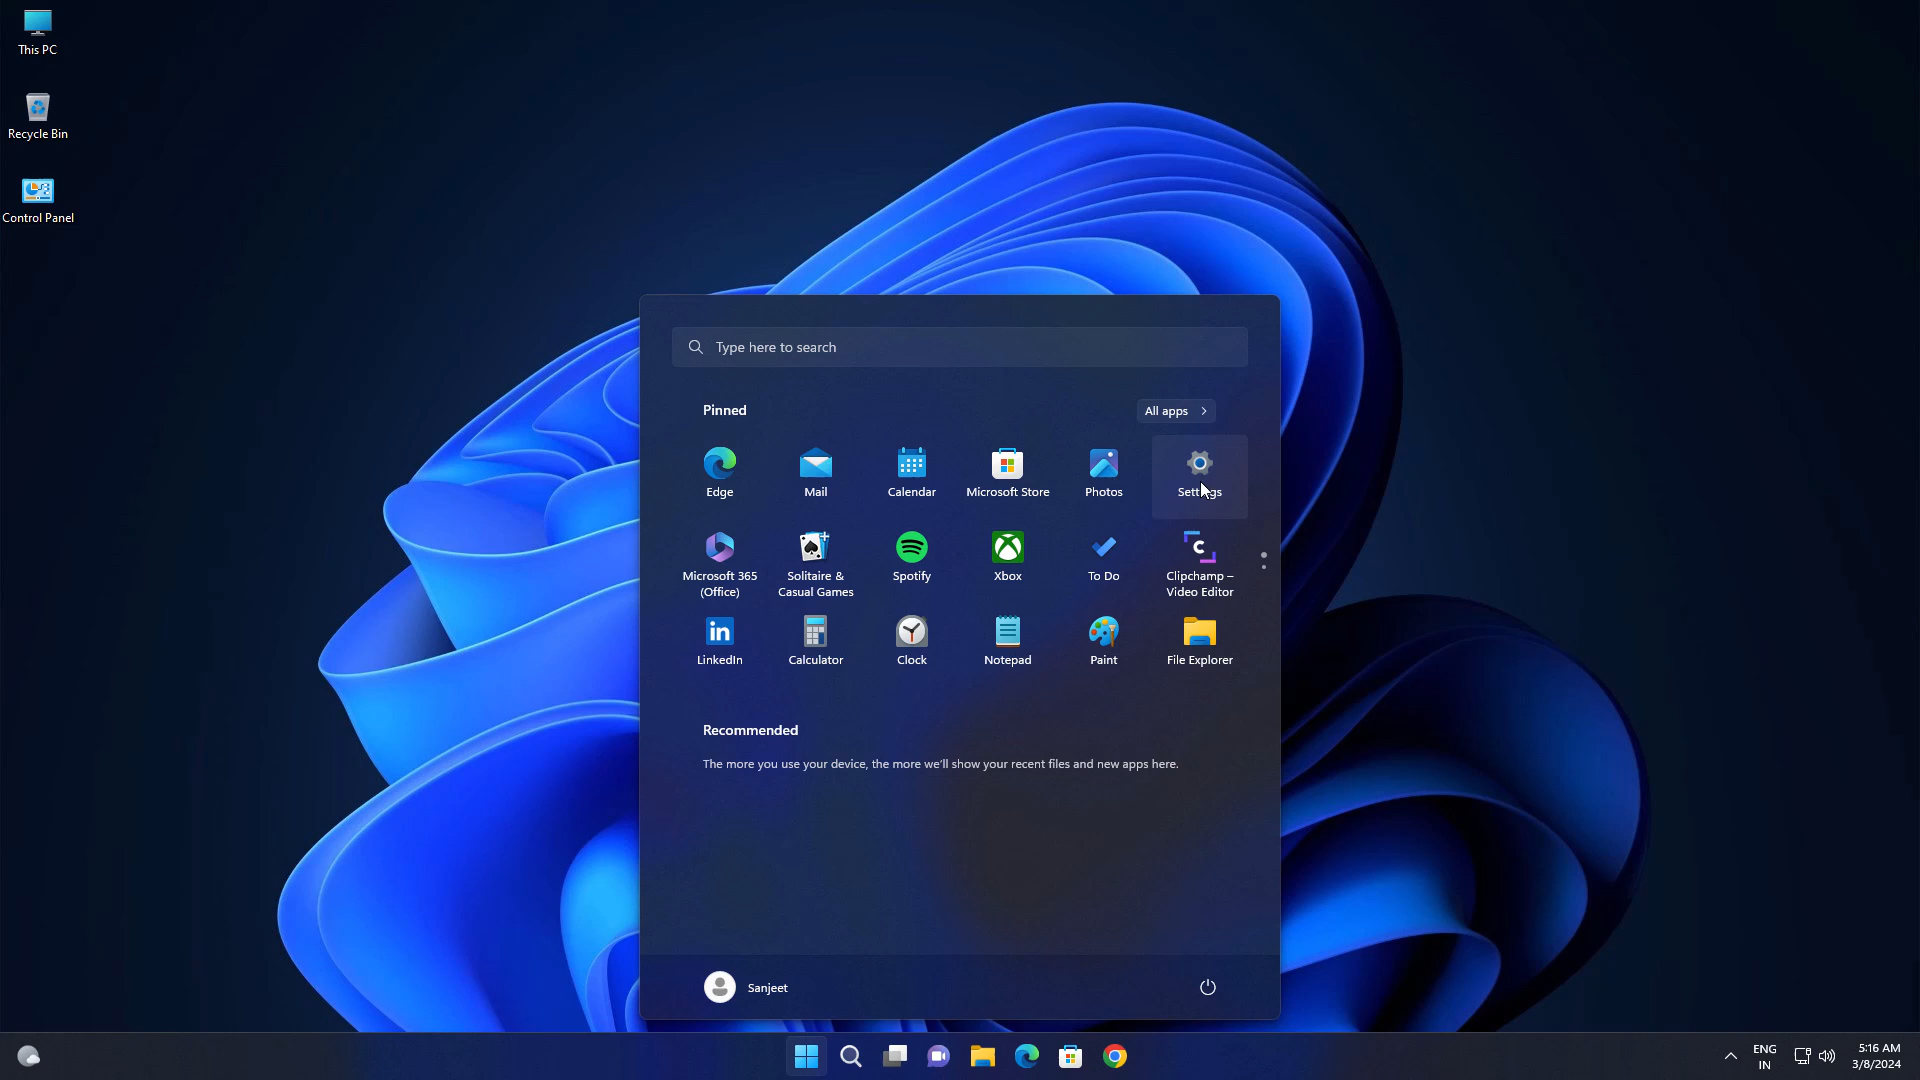 This PC
Recycle Bin
Control Panel
Type here to search
Pinned
All apps
Edge
Mail
Calendar
Microsoft Store
Photos
Settings
Microsoft 365
(Office)
Solitaire &
Casual Games
Spotify
Xbox
To Do
Clipchamp –
Video Editor
LinkedIn
Calculator
Clock
Notepad
Paint
File Explorer
Recommended
The more you use your device, the more we'll show your recent files and new apps here.
Sanjeet
ENG
IN
5:16 AM
3/8/2024